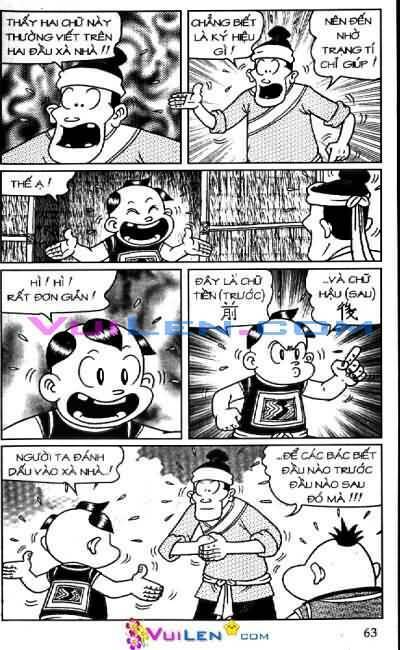 THẤY HAI CHỮ NÀY
THƯỜNG VIẾT TRÊN
HAI ĐẦU XÀ NHÀ !!
CHẲNG BIẾT
LÀ KÝ HIỆU
GÌ !
NÊN ĐẾN
NHỜ
TRẠNG TÍ
CHỈ GIÚP !
THẾ Ạ !
HÌ ! HÌ !
RẤT ĐƠN GIẢN !
ĐÂY LÀ CHỮ
TIỀN (TRƯỚC)
前
...VÀ CHỮ
HẬU (SAU)
後
VUILEN.COM
NGƯỜI TA ĐÁNH
DẤU VÀO XÀ NHÀ...
...ĐỂ CÁC BÁC BIẾT
ĐẦU NÀO TRƯỚC
ĐẦU NÀO SAU
ĐÓ MÀ !!!
VUILEN.COM
63